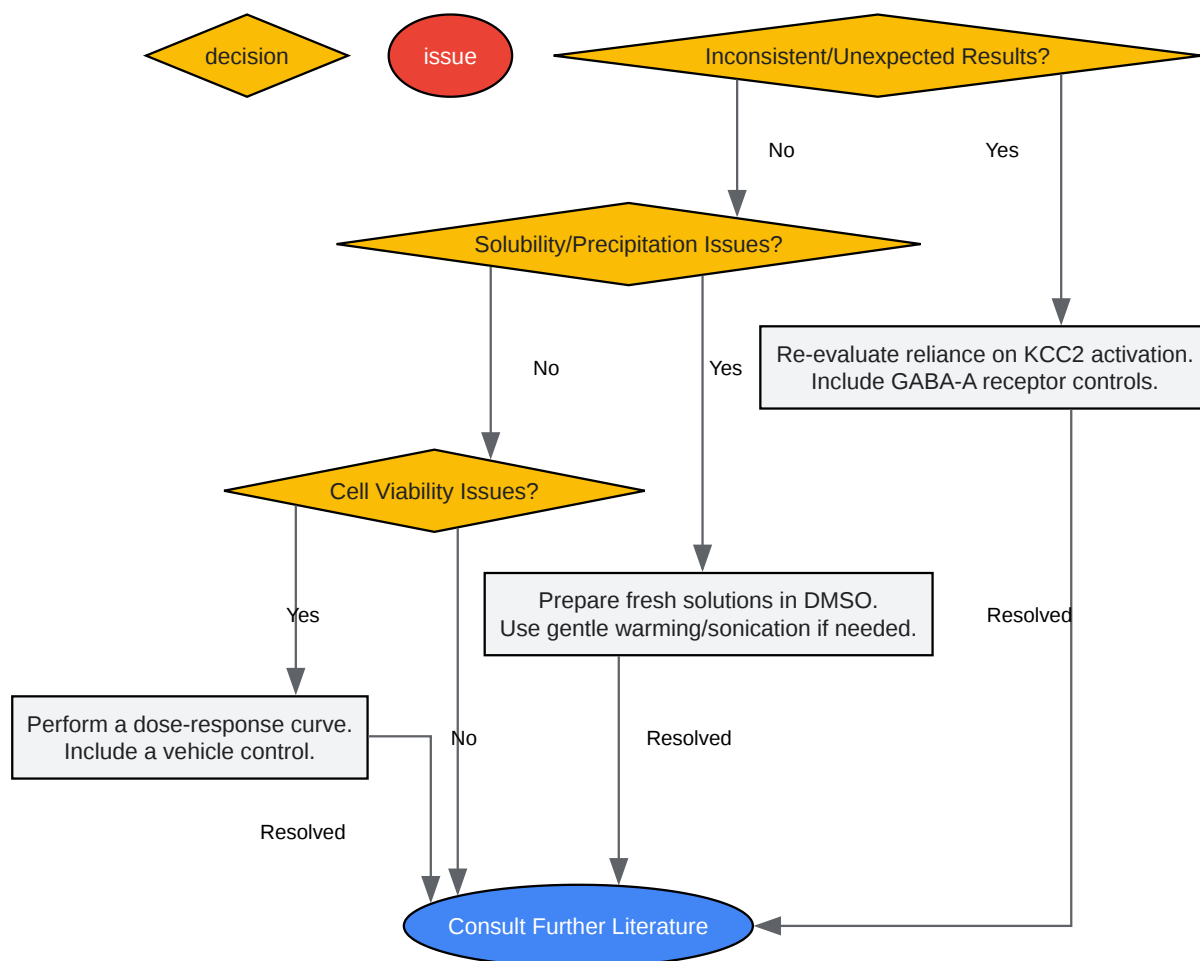 decision
issue
Inconsistent/Unexpected Results?
No
Yes
Solubility/Precipitation Issues?
Re-evaluate reliance on KCC2 activation.
Include GABA-A receptor controls.
No
Yes
Cell Viability Issues?
Prepare fresh solutions in DMSO.
Use gentle warming/sonication if needed.
Yes
Resolved
Perform a dose-response curve.
Include a vehicle control.
No
Resolved
Resolved
Consult Further Literature